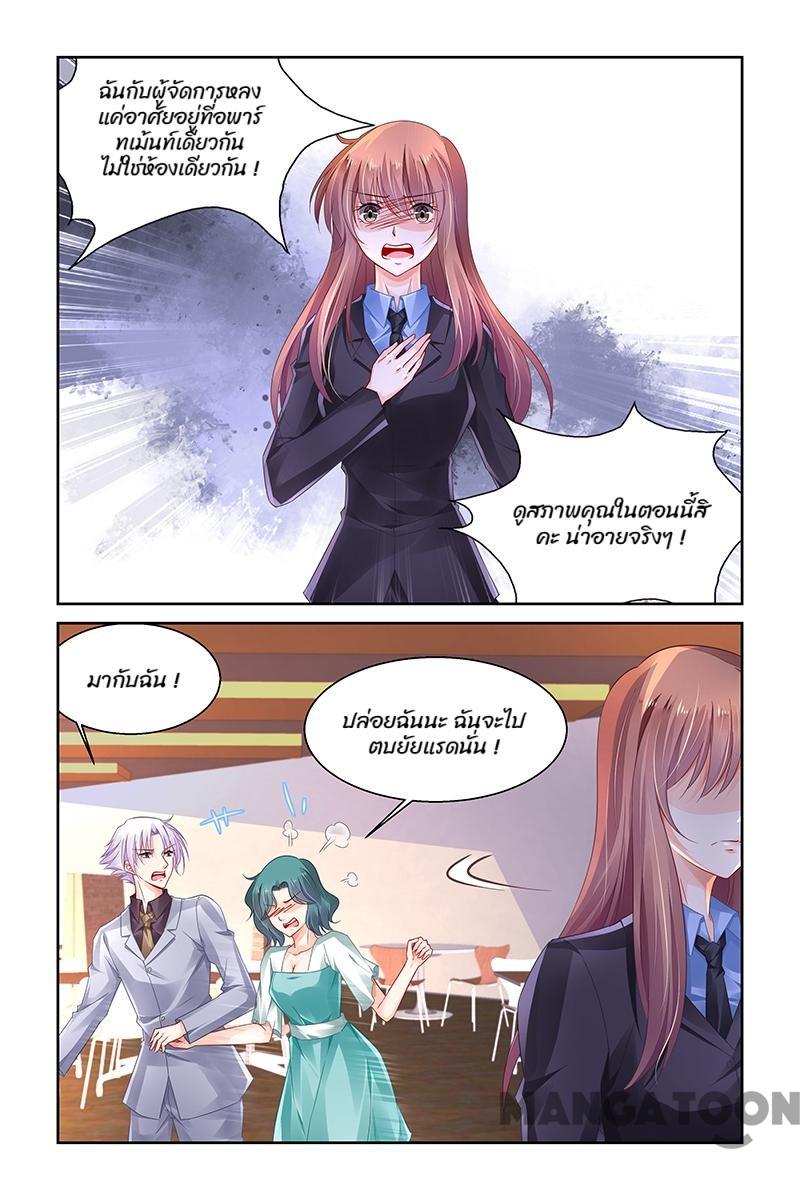 ฉันกับผู้จัดการหลง
แค่อาศัยอยู่ที่อพาร์
ทเม้นท์เดียวกัน
ไม่ใช่ห้องเดียวกัน !
ดูสภาพคุณในตอนนี้สิ
คะ น่าอายจริงๆ !
มากับฉัน !
ปล่อยฉันนะ ฉันจะไป
ตบยัยแรดนั่น !
MANGATOON